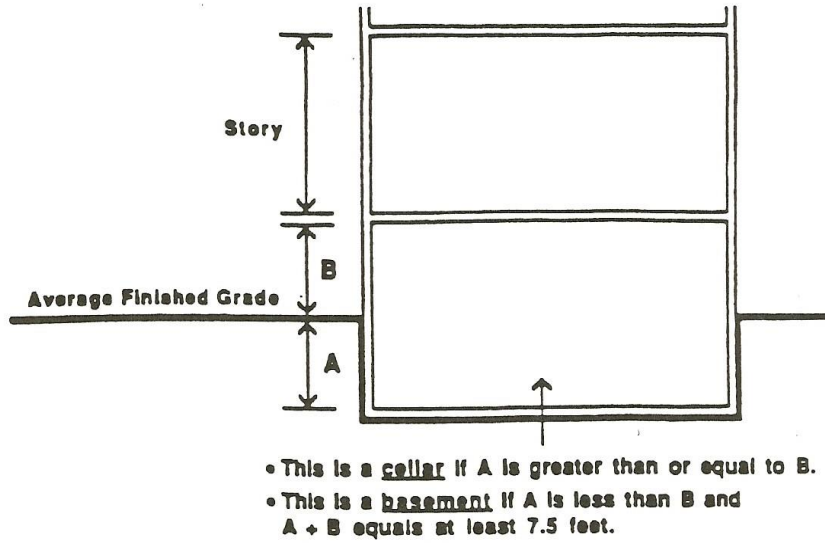 Story
B
Average Finished Grade
A
• This is a cellar if A is greater than or equal to B.
• This is a basement if A is less than B and
A + B equals at least 7.5 feet.